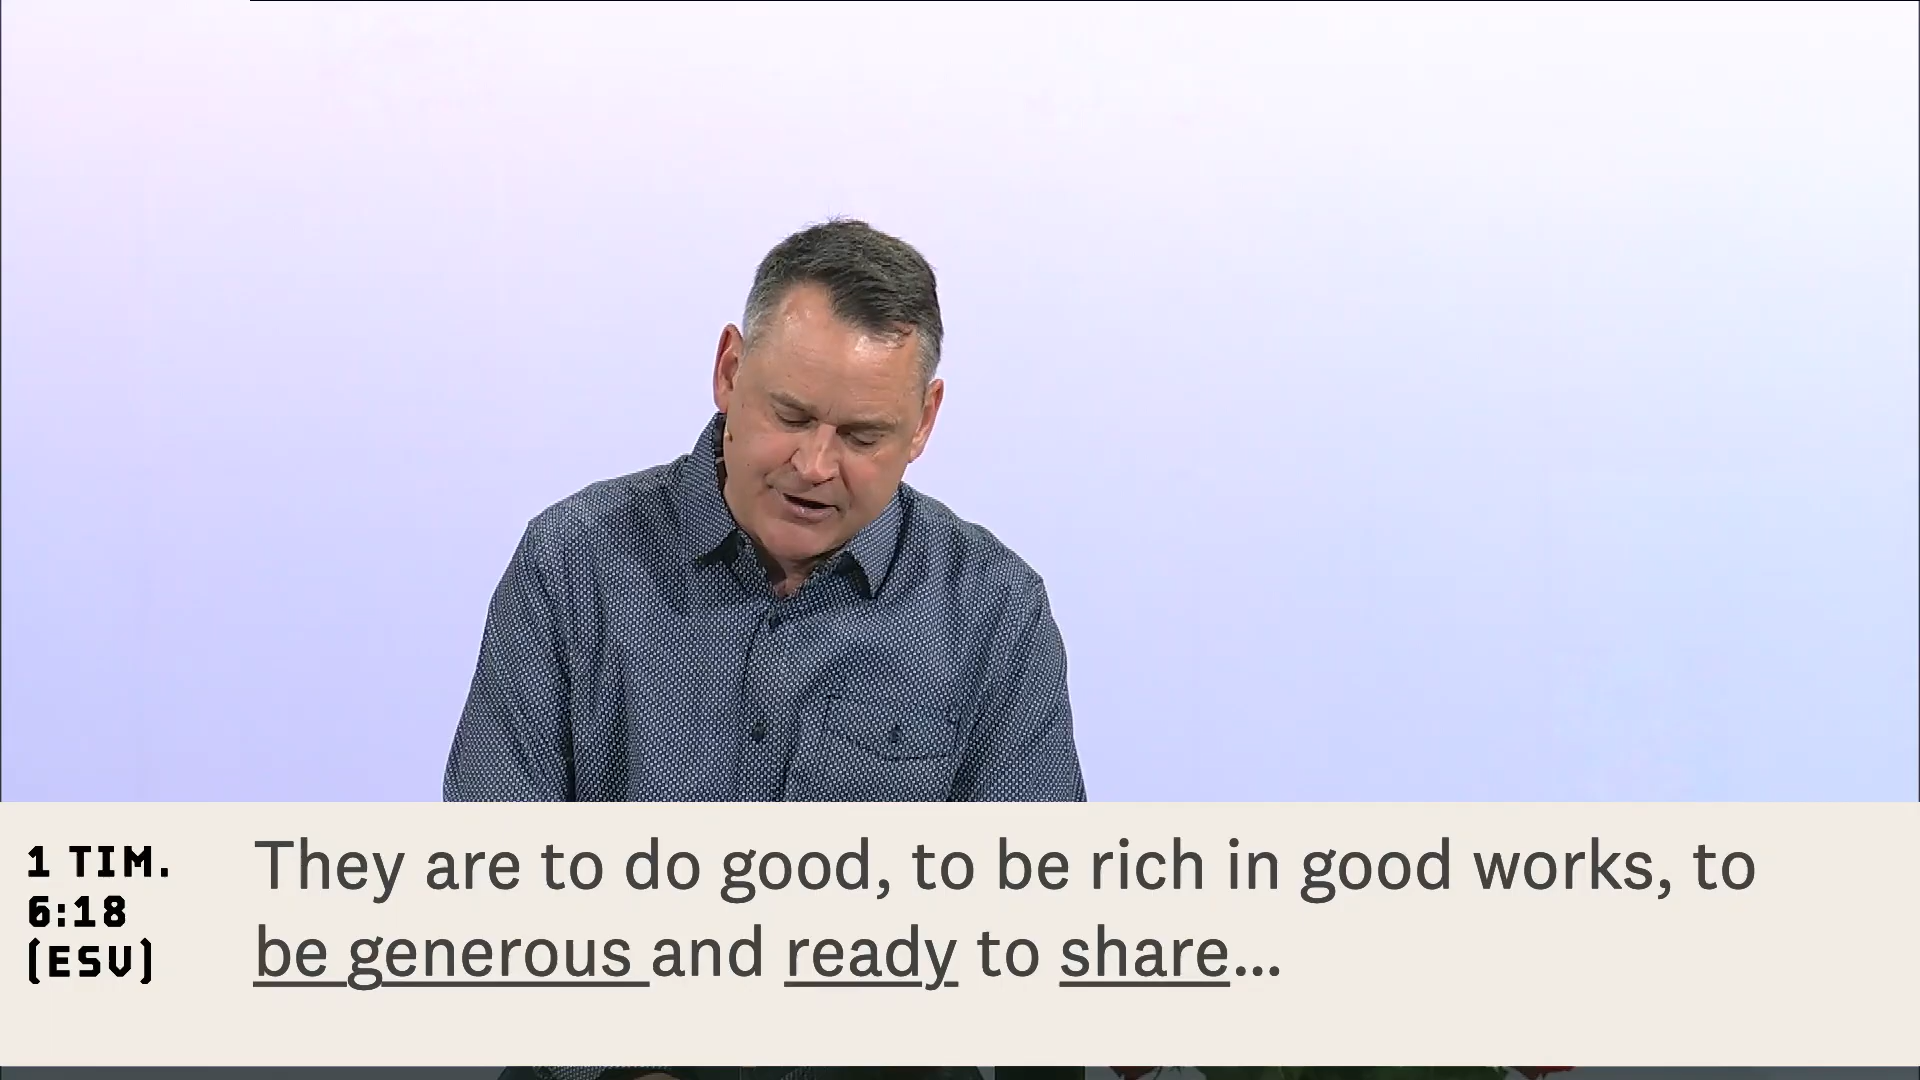 1 TIM.
6:18
(ESV)
They are to do good, to be rich in good works, to
be generous and ready to share...